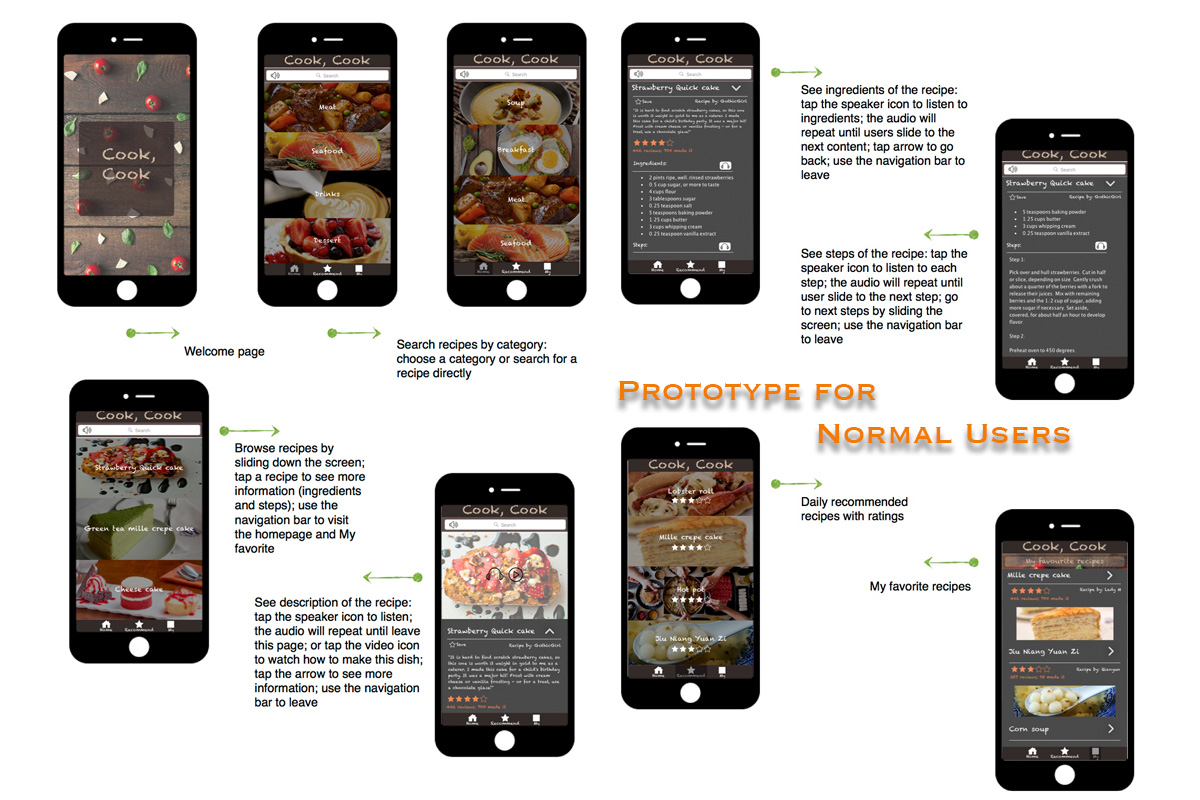 Cook,
Cook
Welcome page
Cook, Cook
Search
Meat
Seafood
Drinks
Dessert
Home
Recommend
My
Cook, Cook
Search
Soup
Breakfast
Meat
Seafood
Home
Recommend
My
Search recipes by category:
choose a category or search for a
recipe directly
Cook, Cook
Search
Strawberry Quick cake
Save
Recipe by: GothicGirl
"It is hard to find scratch strawberry cakes, so this
one is worth it weight in gold to me as a caterer. I made
this cake for a child's birthday party. It was a major hit!
Frost with cream cheese or vanilla frosting - or for a
treat, use a chocolate glaze!"
Ingredients:
2 pints ripe, well rinsed strawberries
0.5 cup sugar, or more to taste
4 cups flour
3 tablespoons sugar
0.25 teaspoon salt
5 teaspoons baking powder
1.25 cups butter
3 cups whipping cream
0.25 teaspoon vanilla extract
Steps:
Home
Recommend
My
See ingredients of the recipe:
tap the speaker icon to listen to
ingredients; the audio will
repeat until users slide to the
next content; tap arrow to go
back; use the navigation bar to
leave
Cook, Cook
Search
Strawberry Quick cake
Save
Recipe by: GothicGirl
5 teaspoons baking powder
1.25 cups butter
3 cups whipping cream
0.25 teaspoon vanilla extract
Steps:
Step 1:
Pick over and hull strawberries. Cut in half
or slice, depending on size. Gently crush
about a quarter of the berries with a fork to
release their juices. Mix with remaining
berries and the 1/2 cup of sugar, adding
more sugar if necessary. Set aside,
covered, for about half an hour to develop
flavor
Step 2:
Preheat oven to 450 degrees.
Home
Recommend
My
See steps of the recipe: tap the
speaker icon to listen to each
step; the audio will repeat until
user slide to the next step; go
to next steps by sliding the
screen; use the navigation bar
to leave
Prototype for
Normal Users
Cook, Cook
Search
Strawberry Quick cake
Green tea mille crepe cake
Cheese cake
Home
Recommend
My
Browse recipes by
sliding down the screen;
tap a recipe to see more
information (ingredients
and steps); use the
navigation bar to visit
the homepage and My
favorite
See description of the recipe:
tap the speaker icon to listen;
the audio will repeat until leave
this page; or tap the video icon
to watch how to make this dish;
tap the arrow to see more
information; use the navigation
bar to leave
Cook, Cook
Search
Strawberry Quick cake
Save
Recipe by: GothicGirl
"It is hard to find scratch strawberry cakes, so
this one is worth it weight in gold to me as a
caterer. I made this cake for a child's birthday
party. It was a major hit! Frost with cream
cheese or vanilla frosting - or for a treat, use
a chocolate glaze!"
Home
Recommend
My
Cook, Cook
Lobster roll
Mille crepe cake
Hot pot
Jiu Niang Yuan Zi
Home
Recommend
My
Daily recommended
recipes with ratings
My favorite recipes
Cook, Cook
My favourite recipes
Mille crepe cake
Recipe by: Lady M
Jiu Niang Yuan Zi
Recipe by: Qianyun
Corn soup
Home
Recommend
My